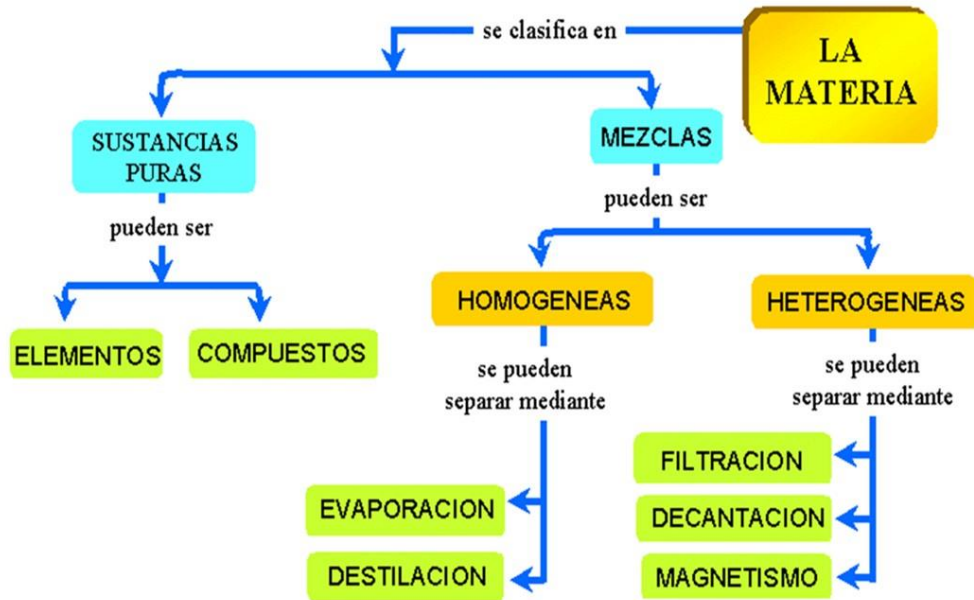 se clasifica en
LA
MATERIA
SUSTANCIAS
PURAS
MEZCLAS
pueden ser
pueden ser
HOMOGENEAS
HETEROGENEAS
ELEMENTOS
COMPUESTOS
se pueden
separar mediante
se pueden
separar mediante
EVAPORACION
DESTILACION
FILTRACION
DECANTACION
MAGNETISMO